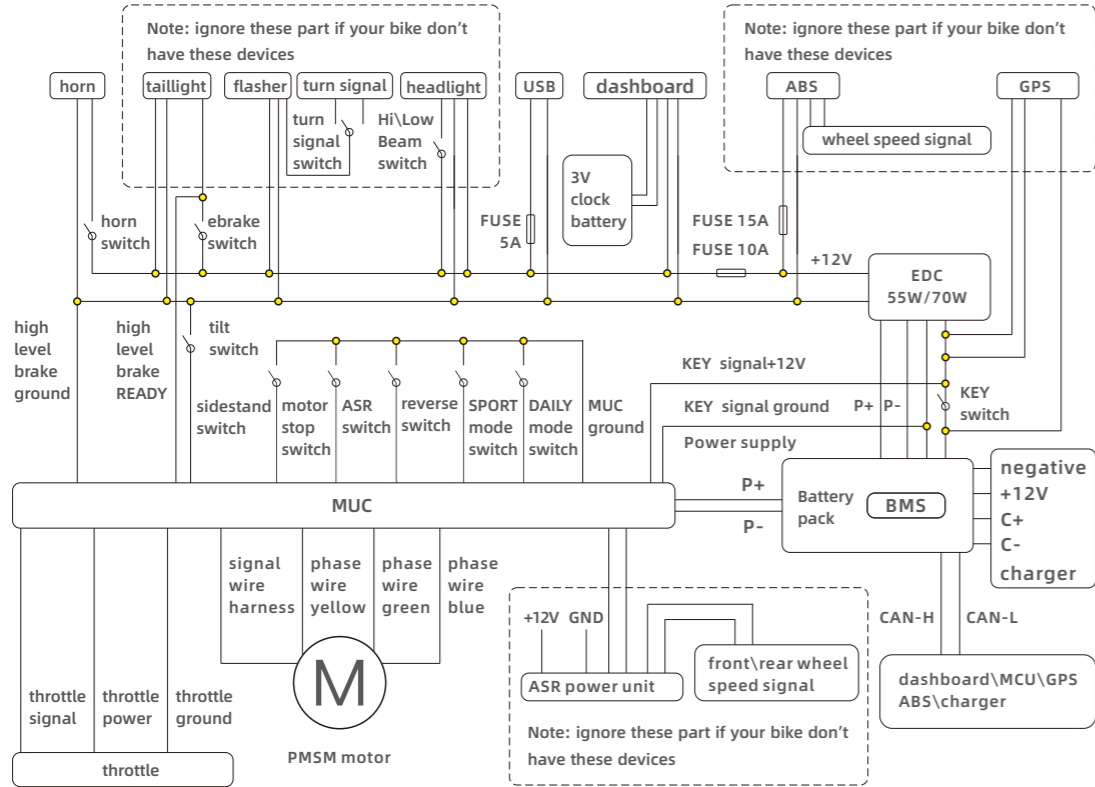 Note: ignore these part if your bike don’t
have these devices
Note: ignore these part if your bike don’t
have these devices
horn
taillight
flasher
turn signal
headlight
USB
dashboard
ABS
GPS
turn
signal
switch
Hi\Low
Beam
switch
wheel speed signal
3V
clock
battery
horn
switch
ebrake
switch
FUSE
5A
FUSE 15A
FUSE 10A
+12V
EDC
55W/70W
high
level
brake
ground
high
level
brake
READY
tilt
switch
KEY signal+12V
KEY signal ground
Power supply
P+
P-
KEY
switch
sidestand
switch
motor
stop
switch
ASR
switch
reverse
switch
SPORT
mode
switch
DAILY
mode
switch
MUC
ground
MUC
P+
P-
Battery
pack
BMS
negative
+12V
C+
C-
charger
signal
wire
harness
phase
wire
yellow
phase
wire
green
phase
wire
blue
M
PMSM motor
+12V
GND
ASR power unit
front\rear wheel
speed signal
Note: ignore these part if your bike don’t
have these devices
CAN-H
CAN-L
dashboard\MCU\GPS
ABS\charger
throttle
signal
throttle
power
throttle
ground
throttle